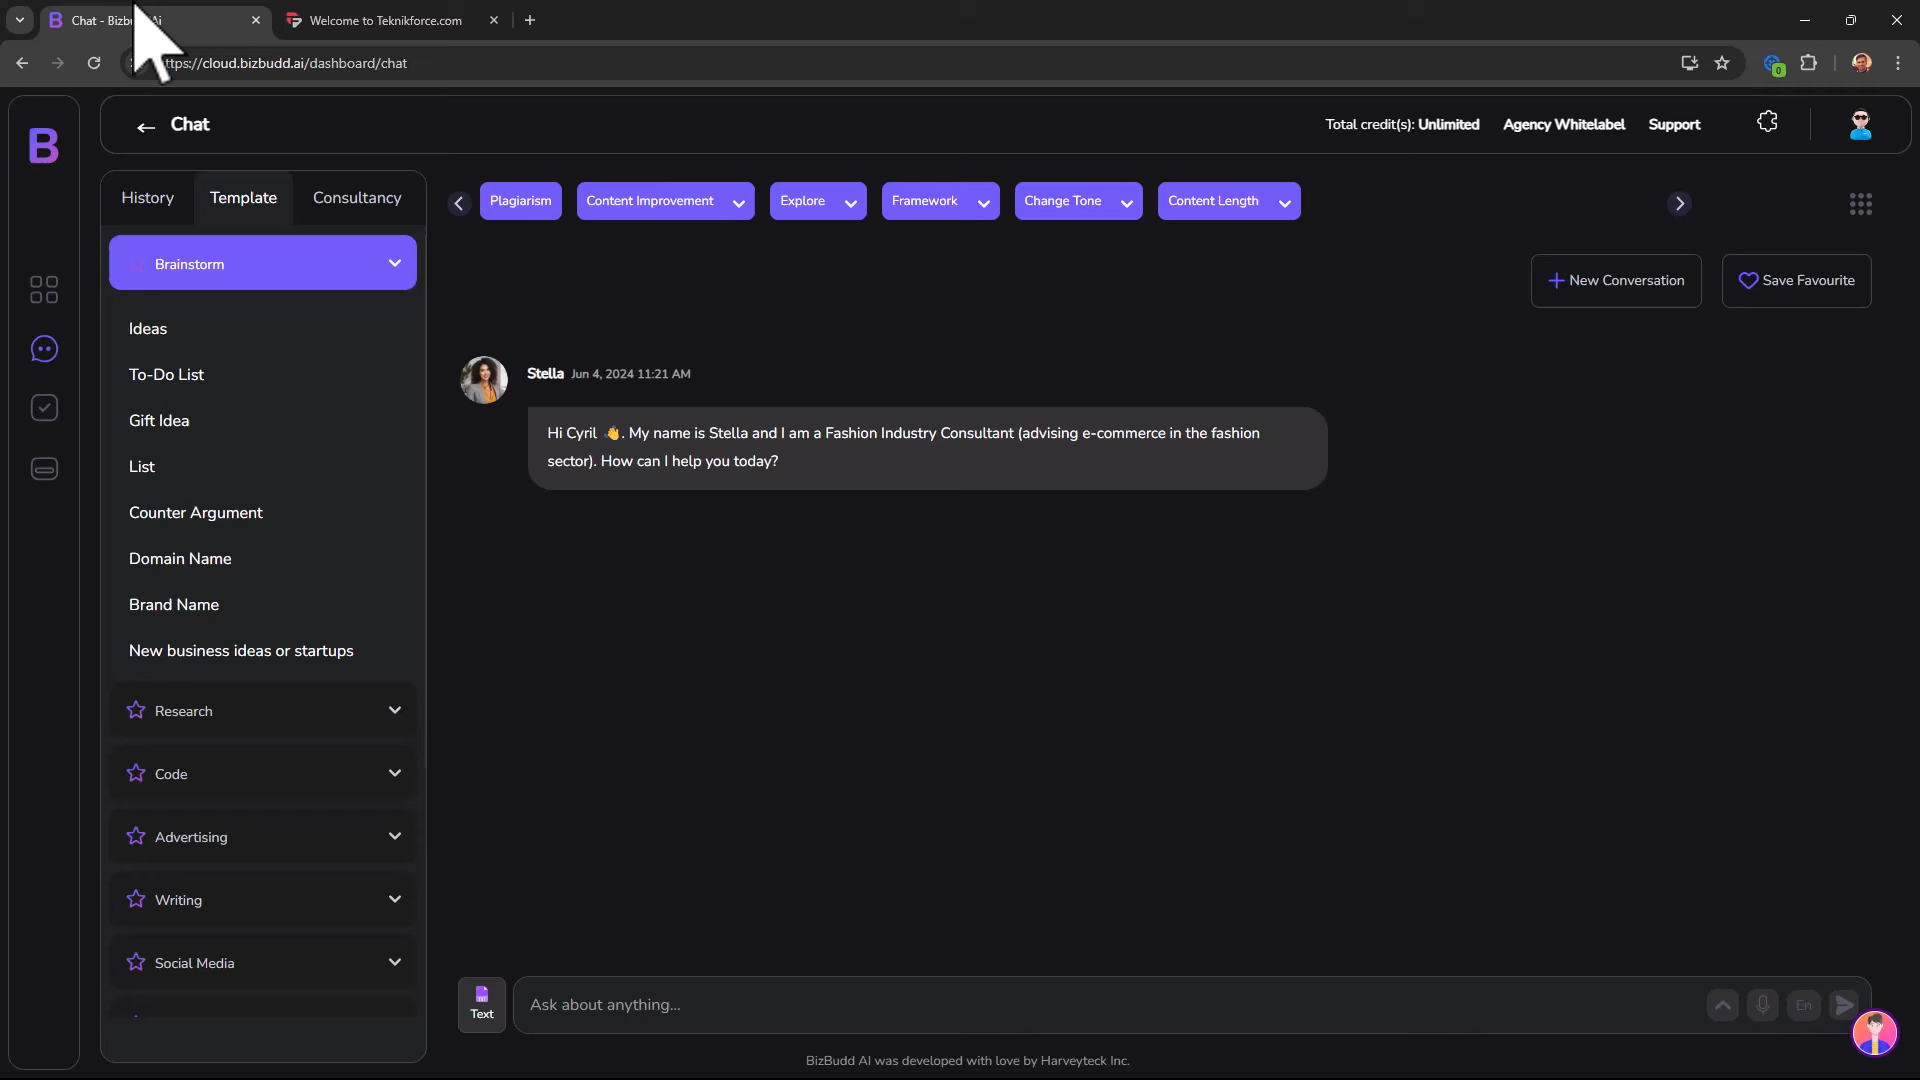 Chat - Bizbu Ai
Welcome to Teknikforce.com
ttps://cloud.bizbudd.ai/dashboard/chat
0
B
Chat
Total credit(s): Unlimited
Agency Whitelabel
Support
History
Template
Consultancy
Plagiarism
Content Improvement
Explore
Framework
Change Tone
Content Length
Brainstorm
New Conversation
Save Favourite
Ideas
To-Do List
Gift Idea
List
Counter Argument
Domain Name
Brand Name
New business ideas or startups
Stella Jun 4, 2024 11:21 AM
Hi Cyril 👋. My name is Stella and I am a Fashion Industry Consultant (advising e-commerce in the fashion
sector). How can I help you today?
Research
Code
Advertising
Writing
Social Media
Text
Ask about anything...
En
BizBudd AI was developed with love by Harveyteck Inc.